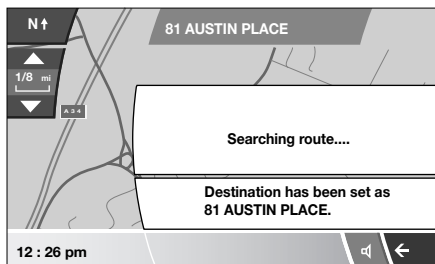 N
81 AUSTIN PLACE
1/8 mi
A34
Searching route....
Destination has been set as
81 AUSTIN PLACE.
12 : 26 pm